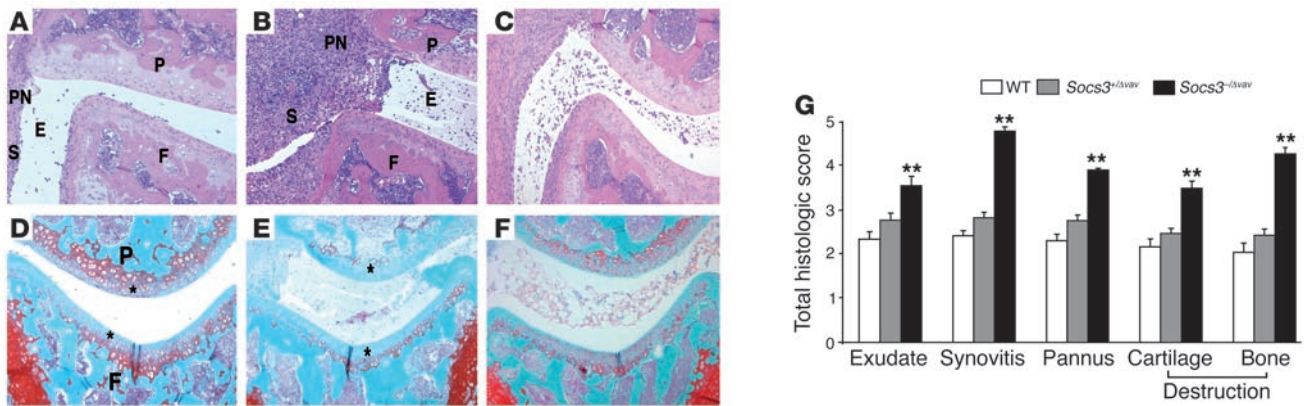 A
P
PN
E
S
F
B
PN
P
E
S
F
C
D
P
*
*
F
E
*
*
F
G
WT Socs3+/Δvav Socs3−/Δvav
Total histologic score
5
4
3
2
1
0
** ** ** ** **
Exudate Synovitis Pannus Cartilage Bone
Destruction